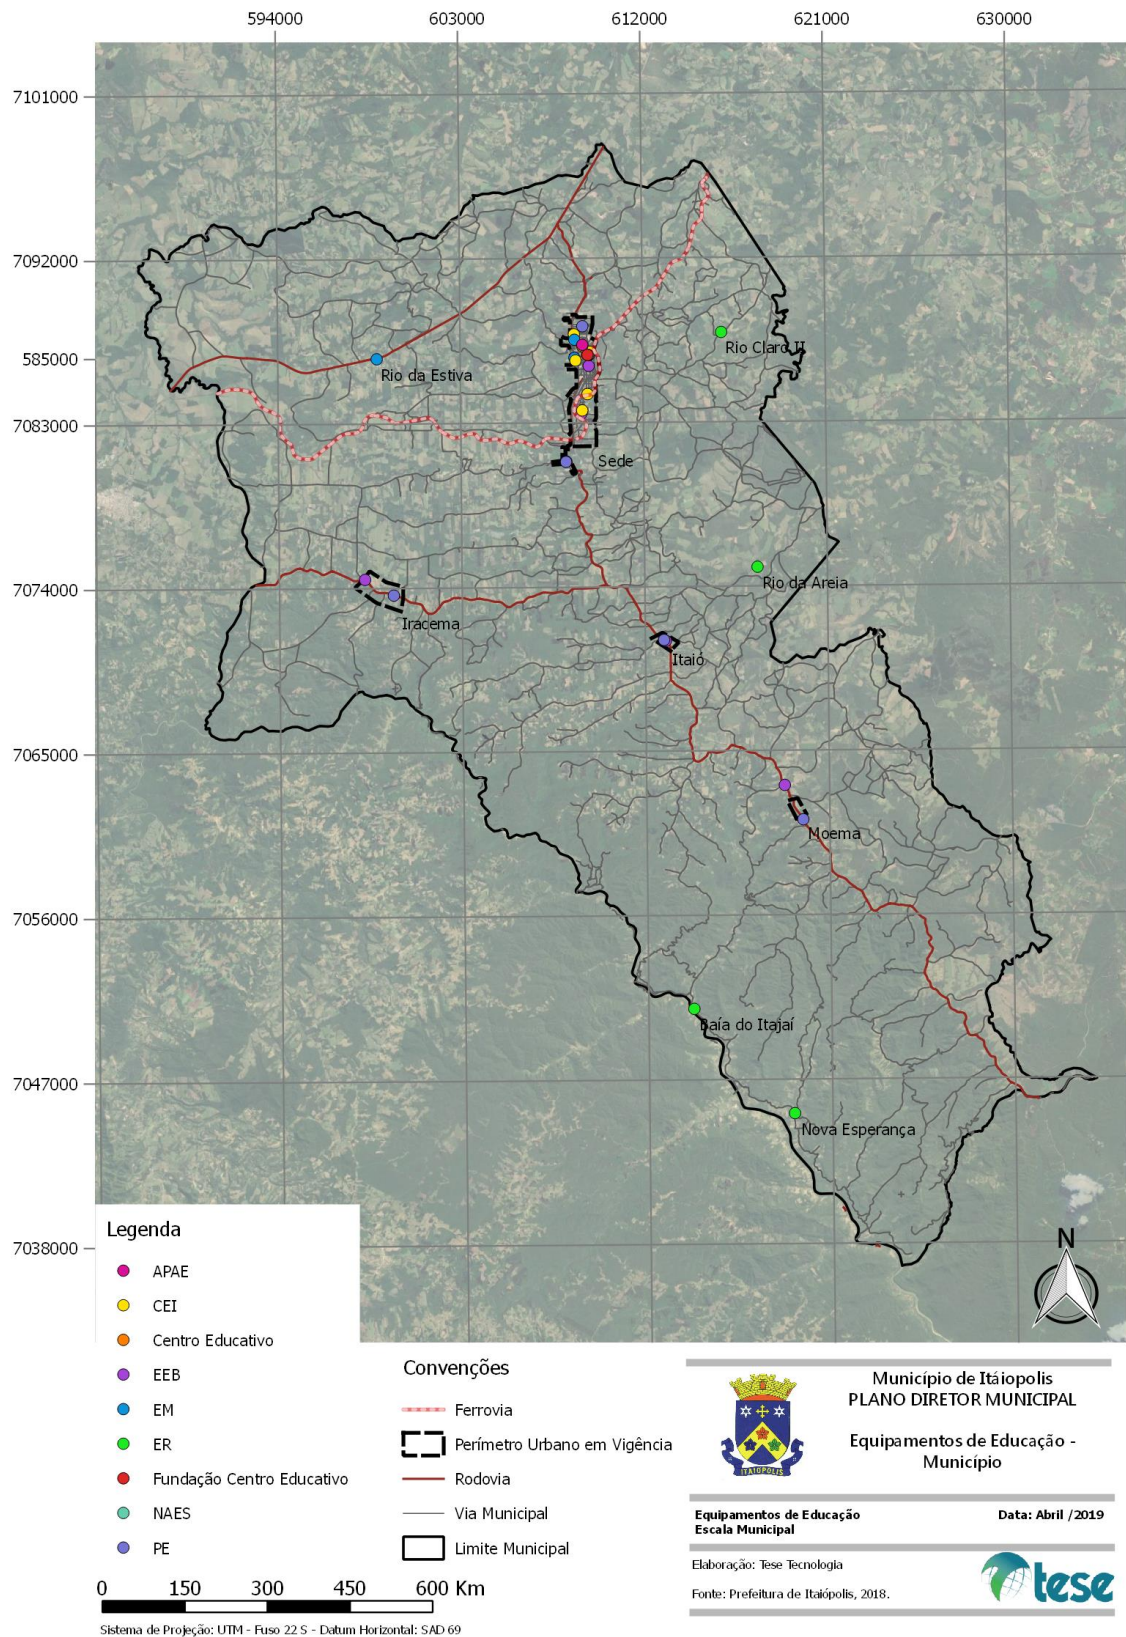 594000 603000 612000 621000 630000
7101000
7092000
585000
7083000
7074000
7065000
7056000
7047000
7038000
Rio Claro II
Rio da Estiva
Sede
Rio da Areia
Iracema
Itaió
Moema
Baía do Itajaí
Nova Esperança
N
Legenda
APAE
CEI
Centro Educativo
EEB
EM
ER
Fundação Centro Educativo
NAES
PE
0 150 300 450 600 Km
Sistema de Projeção: UTM - Fuso 22 S - Datum Horizontal: SAD 69
Convenções
Ferrovia
Perímetro Urbano em Vigência
Rodovia
Via Municipal
Limite Municipal
Município de Itáiopolis
PLANO DIRETOR MUNICIPAL
Equipamentos de Educação -
Município
ITAIOPOLIS
Equipamentos de Educação
Escala Municipal
Data: Abril /2019
Elaboração: Tese Tecnologia
Fonte: Prefeitura de Itaiópolis, 2018.
tese